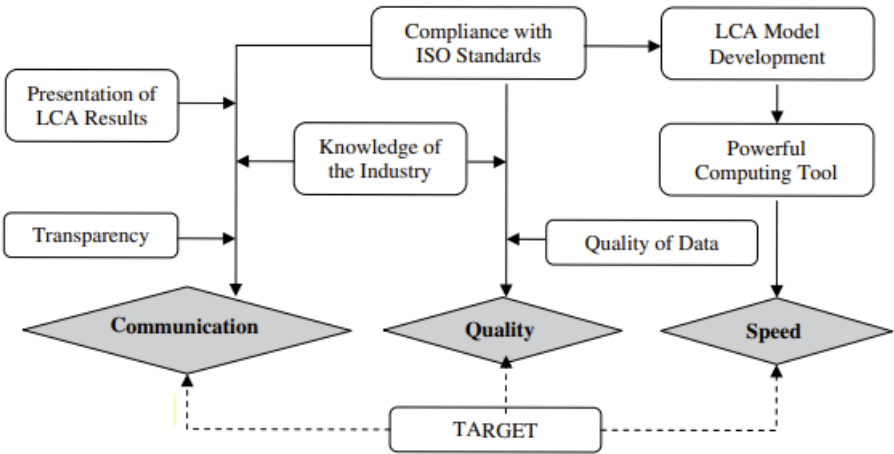 Compliance with
ISO Standards
LCA Model
Development
Presentation of
LCA Results
Knowledge of
the Industry
Powerful
Computing Tool
Transparency
Quality of Data
Communication
Quality
Speed
TARGET